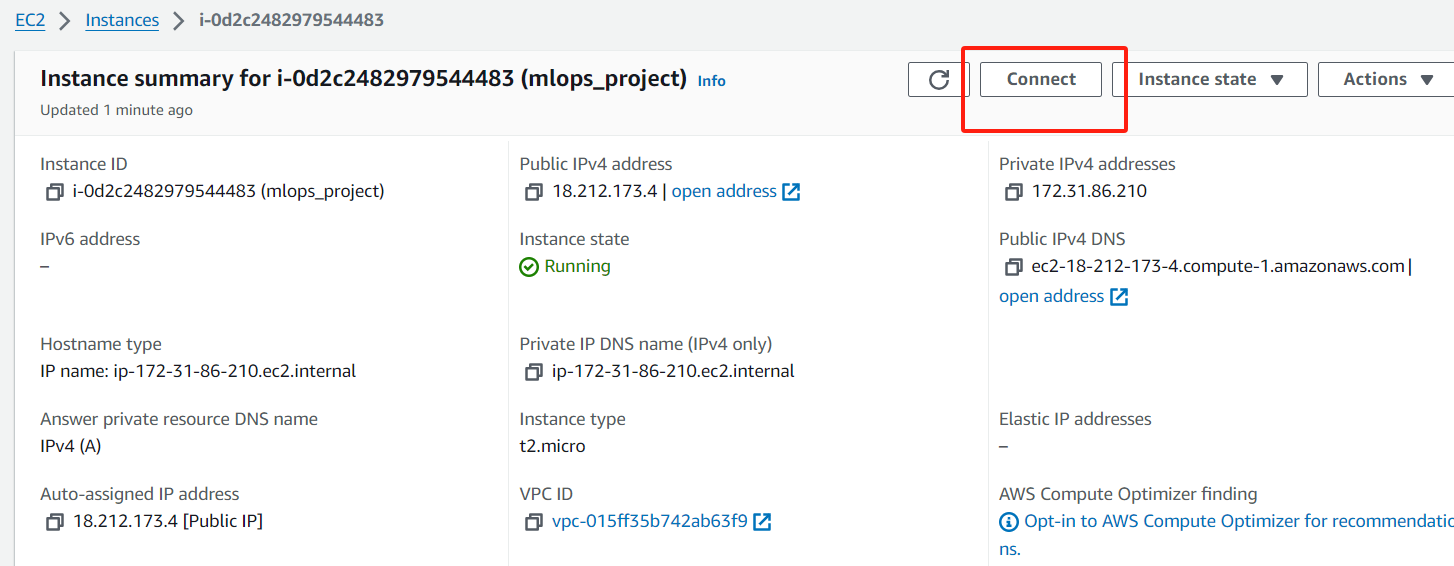 EC2 > Instances > i-0d2c2482979544483
Instance summary for i-0d2c2482979544483 (mlops_project) Info
Updated 1 minute ago
Connect
Instance state
Actions
Instance ID
i-0d2c2482979544483 (mlops_project)
Public IPv4 address
18.212.173.4 | open address
Private IPv4 addresses
172.31.86.210
IPv6 address
–
Instance state
Running
Public IPv4 DNS
ec2-18-212-173-4.compute-1.amazonaws.com |
open address
Hostname type
IP name: ip-172-31-86-210.ec2.internal
Private IP DNS name (IPv4 only)
ip-172-31-86-210.ec2.internal
Answer private resource DNS name
IPv4 (A)
Instance type
t2.micro
Elastic IP addresses
–
Auto-assigned IP address
18.212.173.4 [Public IP]
VPC ID
vpc-015ff35b742ab63f9
AWS Compute Optimizer finding
Opt-in to AWS Compute Optimizer for recommendatio
ns.